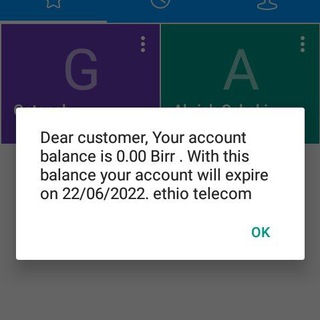 G
A
Dear customer, Your account
balance is 0.00 Birr . With this
balance your account will expire
on 22/06/2022. ethio telecom
OK